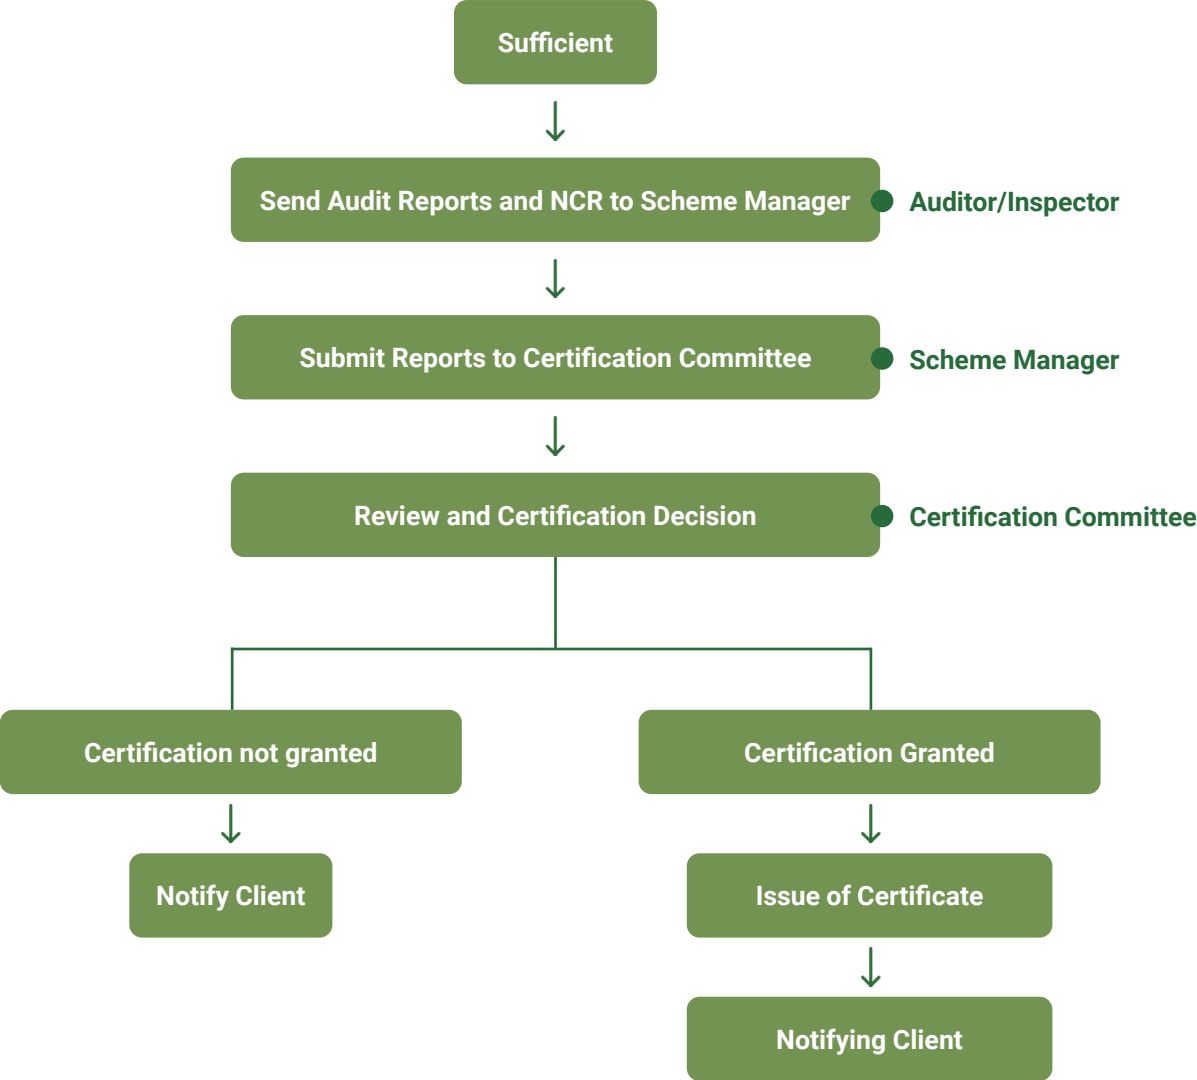 Sufficient
Send Audit Reports and NCR to Scheme Manager
Auditor/Inspector
Submit Reports to Certification Committee
Scheme Manager
Review and Certification Decision
Certification Committee
Certification not granted
Certification Granted
Notify Client
Issue of Certificate
Notifying Client